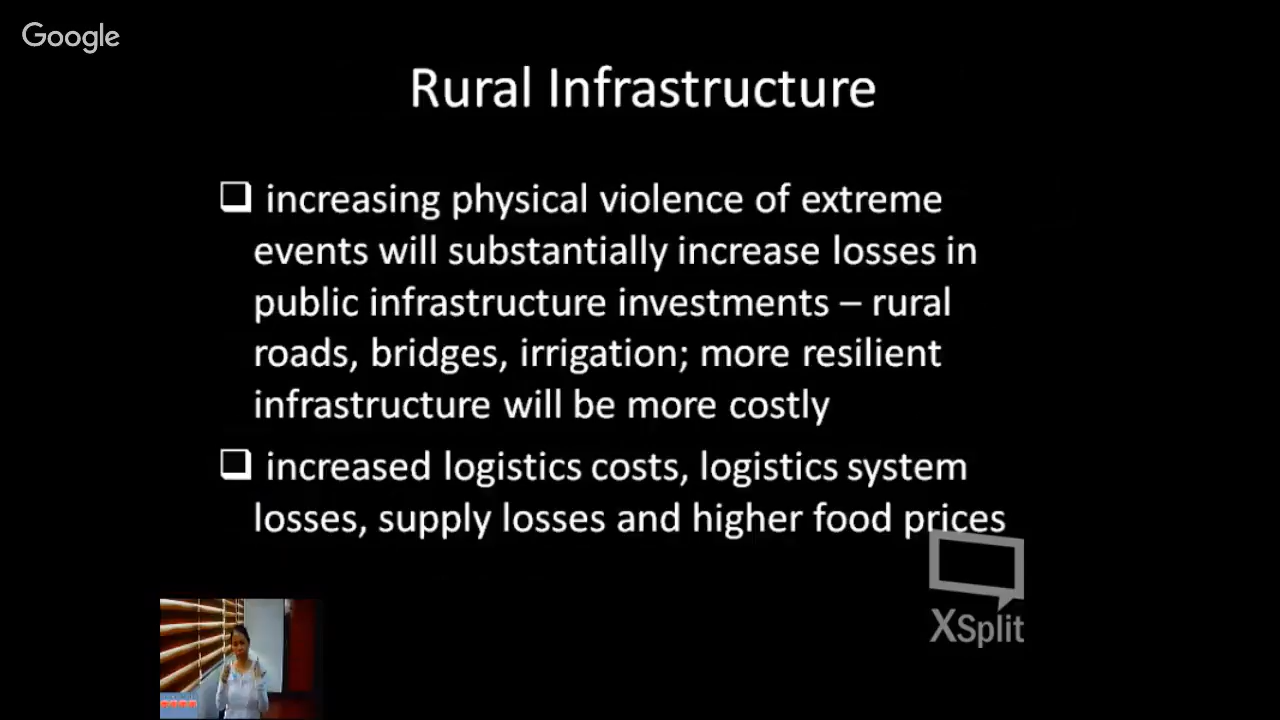 Google
Rural Infrastructure
increasing physical violence of extreme
events will substantially increase losses in
public infrastructure investments – rural
roads, bridges, irrigation; more resilient
infrastructure will be more costly
increased logistics costs, logistics system
losses, supply losses and higher food prices
XSplit